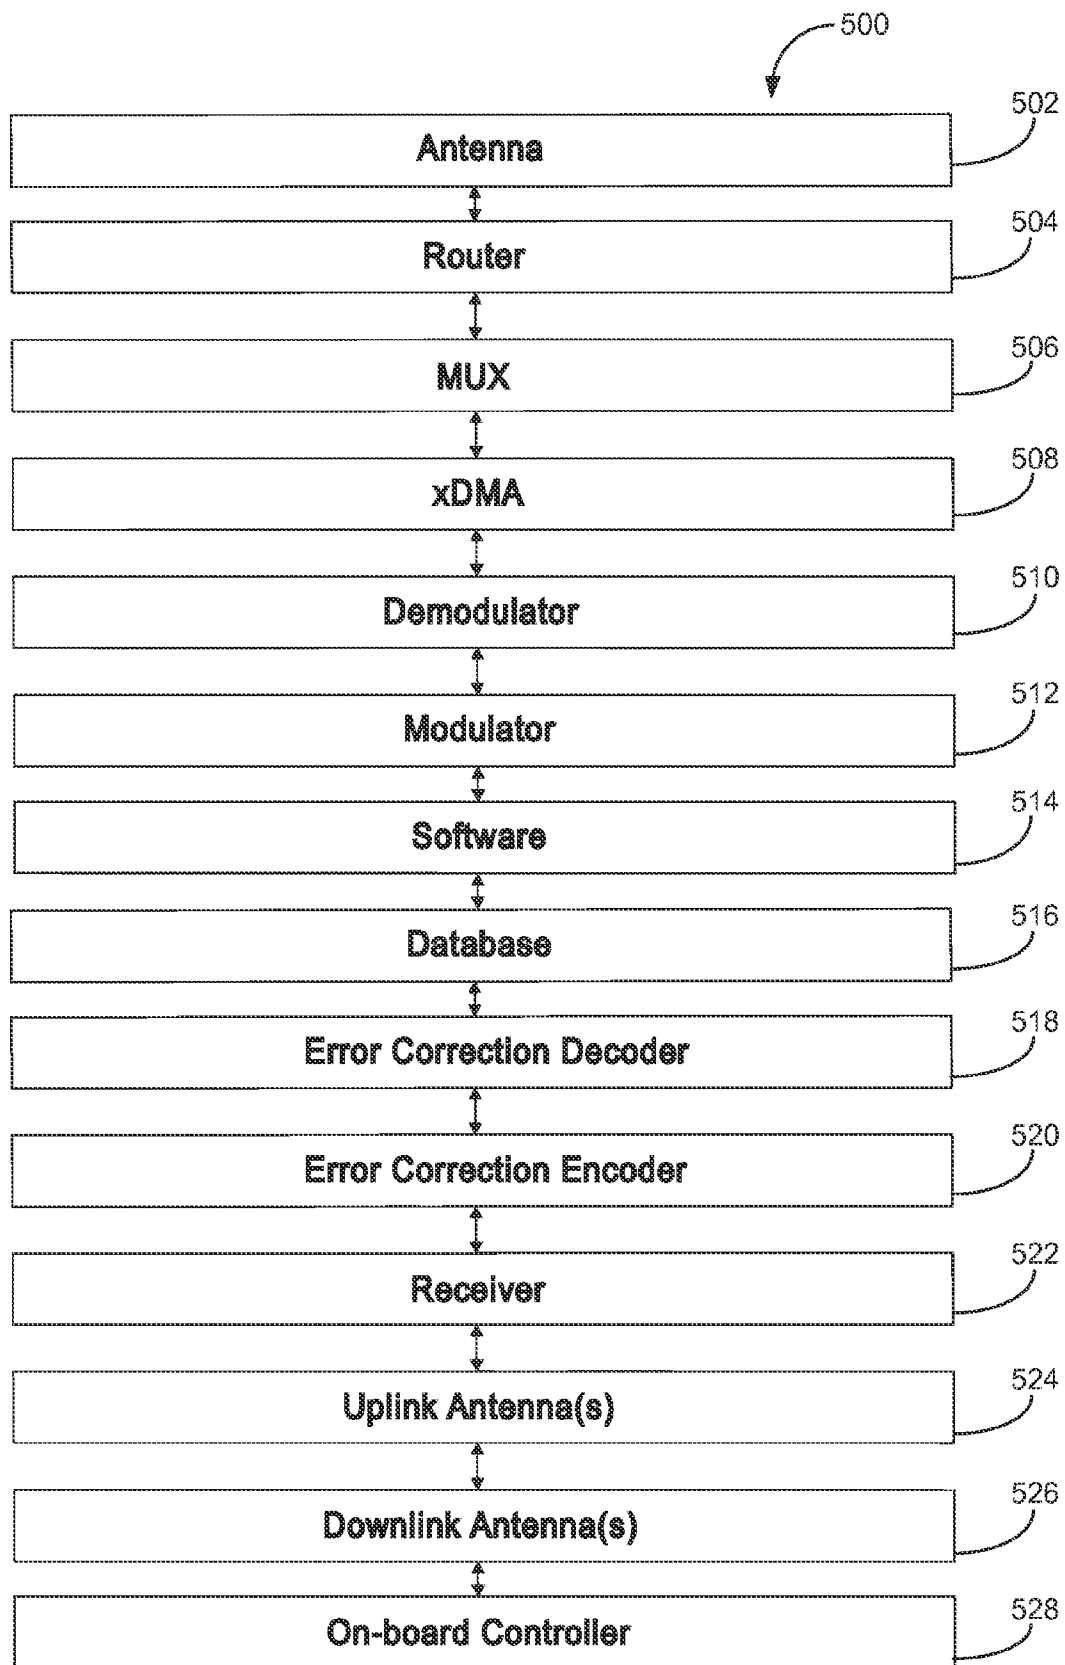 500
502
Antenna
504
Router
506
MUX
508
xDMA
510
Demodulator
512
Modulator
514
Software
516
Database
518
Error Correction Decoder
520
Error Correction Encoder
522
Receiver
524
Uplink Antenna(s)
526
Downlink Antenna(s)
528
On-board Controller